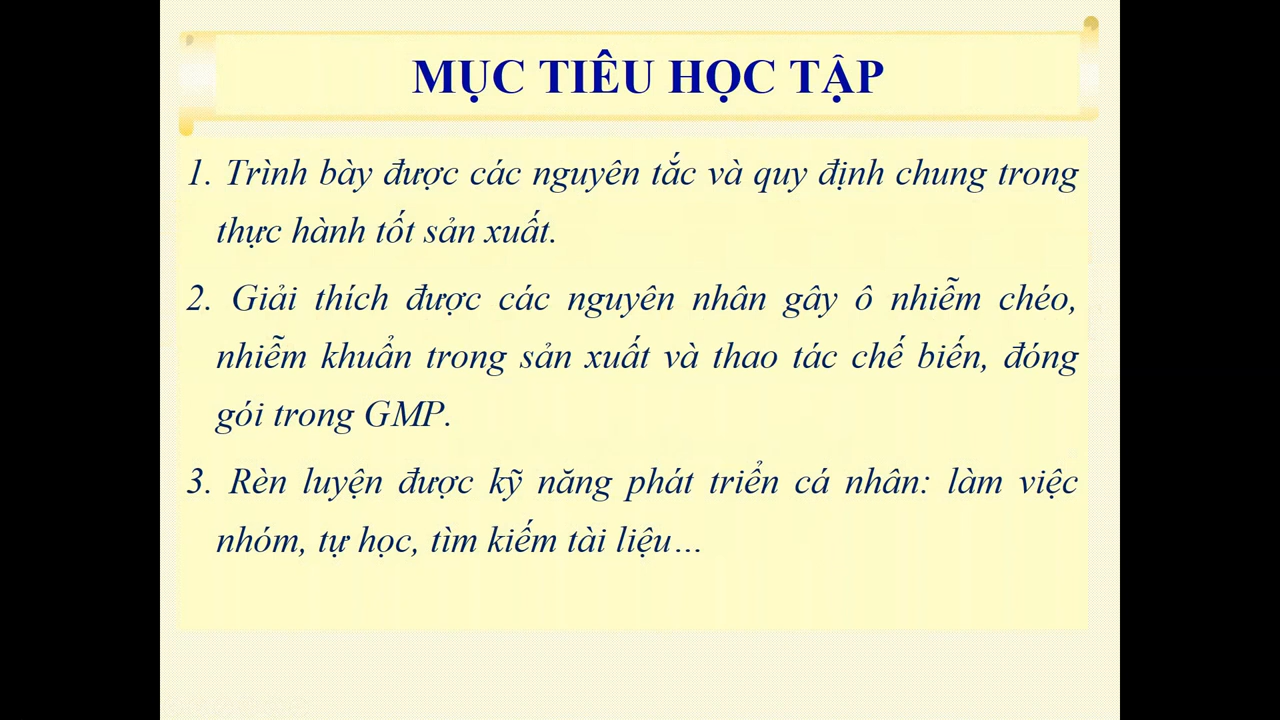 MỤC TIÊU HỌC TẬP
1. Trình bày được các nguyên tắc và quy định chung trong
thực hành tốt sản xuất.
2. Giải thích được các nguyên nhân gây ô nhiễm chéo,
nhiễm khuẩn trong sản xuất và thao tác chế biến, đóng
gói trong GMP.
3. Rèn luyện được kỹ năng phát triển cá nhân: làm việc
nhóm, tự học, tìm kiếm tài liệu…